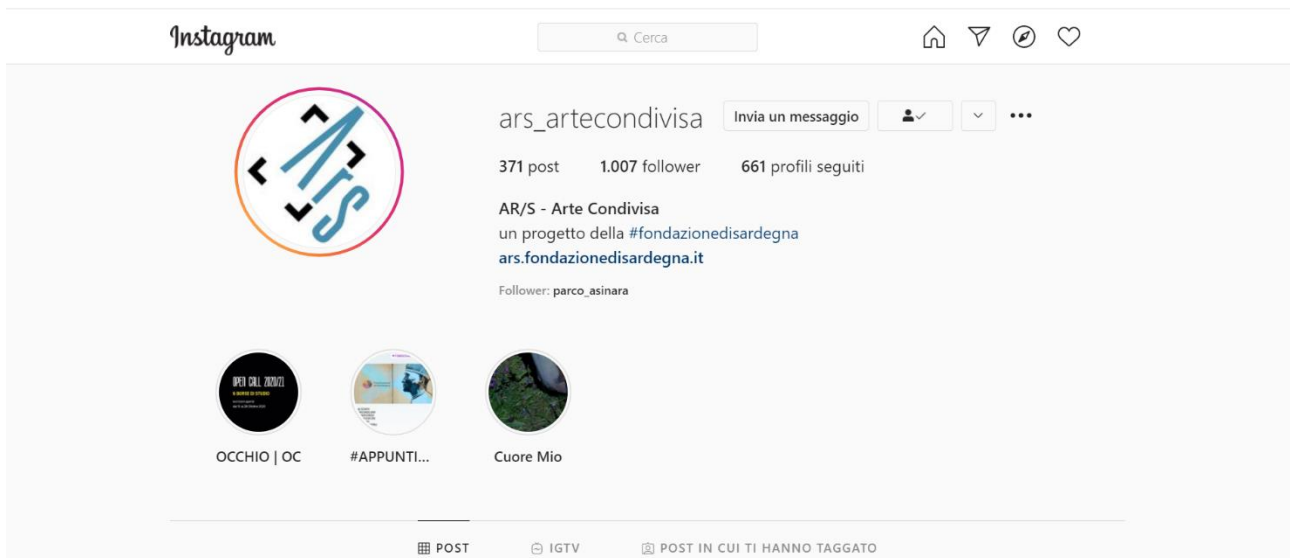 Instagram
Cerca
Ars
ars_artecondivisa Invia un messaggio
371 post 1.007 follower 661 profili seguiti
AR/S - Arte Condivisa
un progetto della #fondazionedisardegna
ars.fondazionedisardegna.it
Follower: parco_asinara
OPEN CALL 2020/21
OCCHIO | OC #APPUNTI... Cuore Mio
POST IGTV POST IN CUI TI HANNO TAGGATO